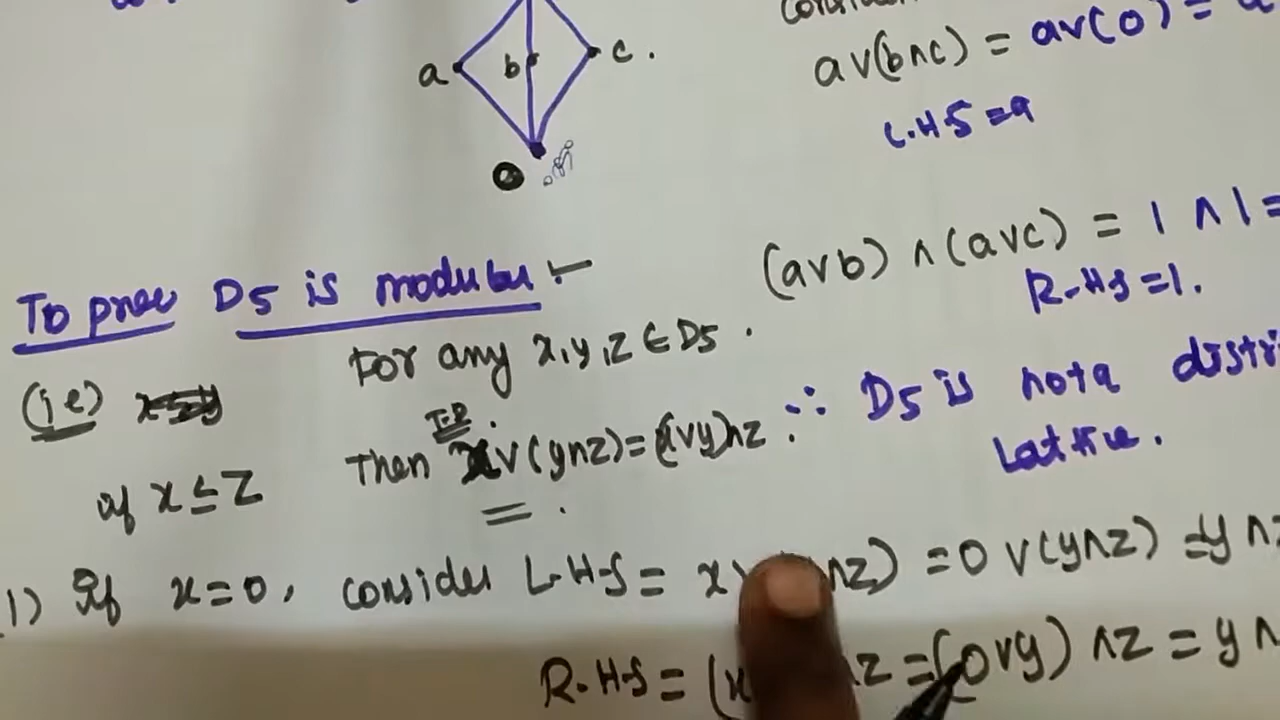 a b c .
0
a∨(b∧c) = a∨(0) =
L.H.S = a
(a∨b) ∧ (a∨c) = 1 ∧ 1 =
R.H.S = 1.
∴ D5 is not a distri
Lattice.
To prove D5 is modular :-
For any x, y, z ∈ D5 .
(i.e)
if x ≤ z Then T.P x∨(y∧z) = (x∨y)∧z .
1) If x = 0, consider L.H.S = x ∧z) = 0 ∨ (y∧z) = y ∧ z
R.H.S = (x ∧z = (0∨y) ∧ z = y ∧